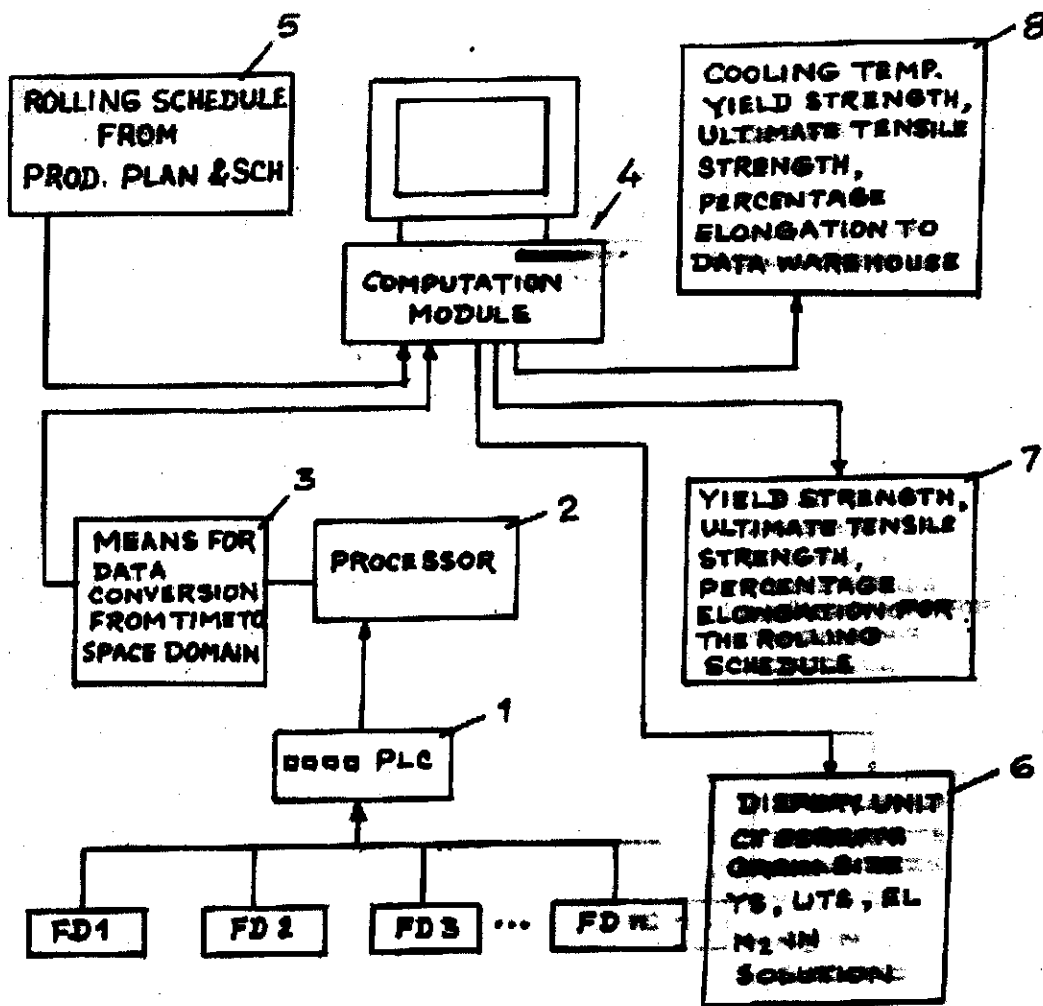 5
ROLLING SCHEDULE
FROM
PROD. PLAN & SCH
8
COOLING TEMP.
YIELD STRENGTH,
ULTIMATE TENSILE
STRENGTH,
PERCENTAGE
ELONGATION TO
DATA WAREHOUSE
4
COMPUTATION
MODULE
3
MEANS FOR
DATA
CONVERSION
FROM TIME TO
SPACE DOMAIN
2
PROCESSOR
7
YIELD STRENGTH,
ULTIMATE TENSILE
STRENGTH,
PERCENTAGE
ELONGATION FOR
THE ROLLING
SCHEDULE
1
PLC
6
DISPLAY UNIT
CT
SIZE
YS, UTS, EL
N2 IN
SOLUTION
FD1
FD2
FD3
...
FD n